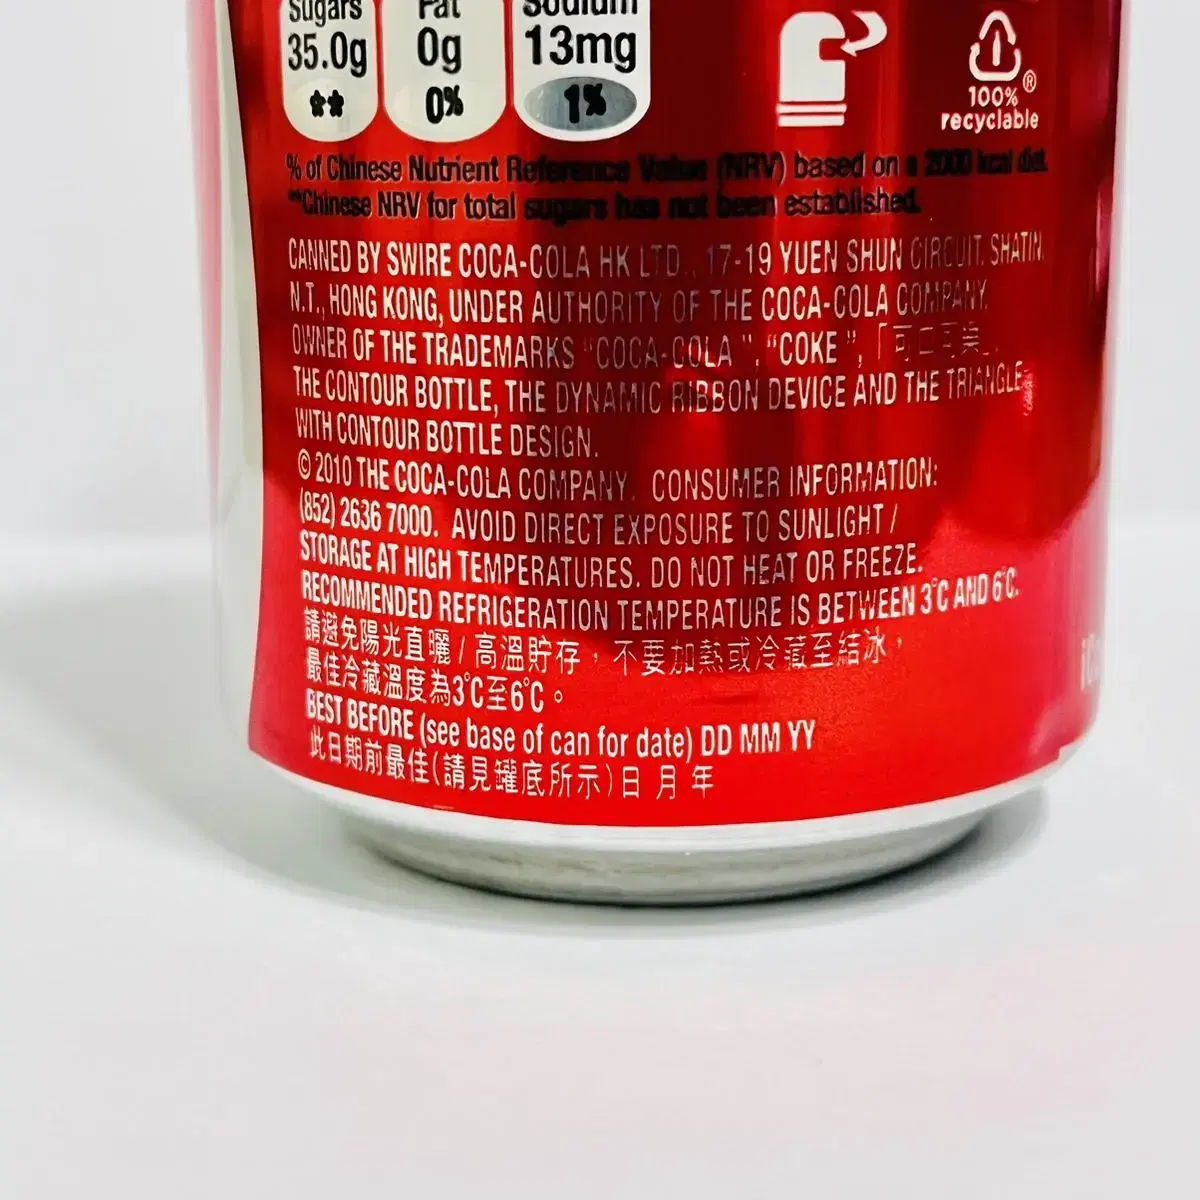 Sugars Fat Sodium
35.0g 0g 13mg
** 0% 1%
100%®
recyclable
% of Chinese Nutrient Reference Value (NRV) based on a 2000 kcal diet.
**Chinese NRV for total sugars has not been established.
CANNED BY SWIRE COCA-COLA HK LTD., 17-19 YUEN SHUN CIRCUIT, SHATIN,
N.T., HONG KONG, UNDER AUTHORITY OF THE COCA-COLA COMPANY,
OWNER OF THE TRADEMARKS “COCA-COLA ”, “COKE ”, 「可口可樂」,
THE CONTOUR BOTTLE, THE DYNAMIC RIBBON DEVICE AND THE TRIANGLE
WITH CONTOUR BOTTLE DESIGN.
© 2010 THE COCA-COLA COMPANY. CONSUMER INFORMATION:
(852) 2636 7000. AVOID DIRECT EXPOSURE TO SUNLIGHT /
STORAGE AT HIGH TEMPERATURES. DO NOT HEAT OR FREEZE.
RECOMMENDED REFRIGERATION TEMPERATURE IS BETWEEN 3°C AND 6°C.
請避免陽光直曬 / 高溫貯存，不要加熱或冷藏至結冰，
最佳冷藏溫度為3°C至6°C。
BEST BEFORE (see base of can for date) DD MM YY
此日期前最佳(請見罐底所示)日 月 年